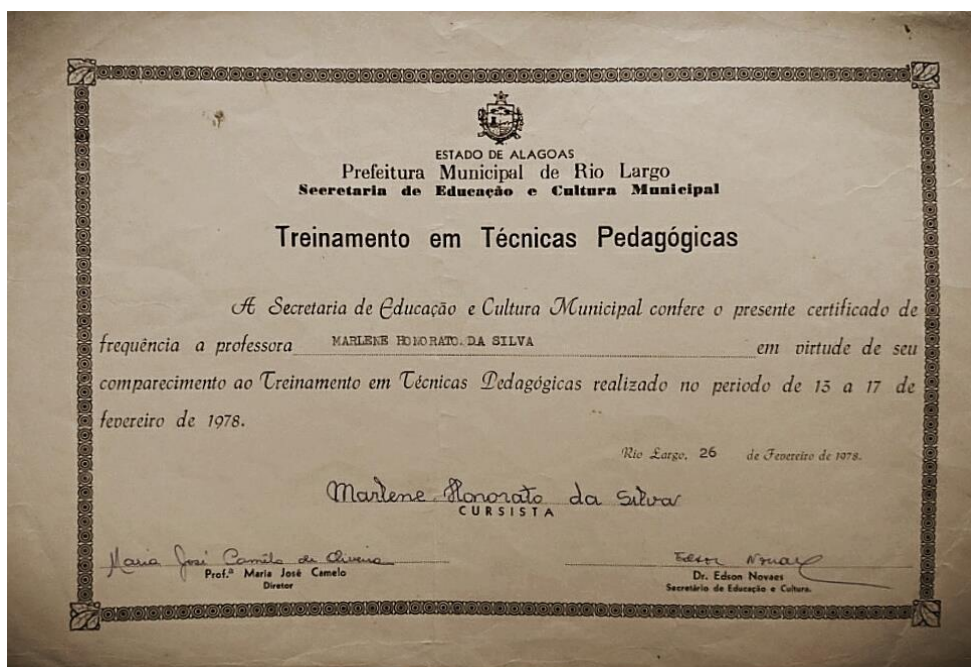 ESTADO DE ALAGOAS
Prefeitura Municipal de Rio Largo
Secretaria de Educação e Cultura Municipal
Treinamento em Técnicas Pedagógicas
A Secretaria de Educação e Cultura Municipal confere o presente certificado de
frequência a professora MARLENE HONORATO DA SILVA em virtude de seu
comparecimento ao Treinamento em Técnicas Pedagógicas realizado no periodo de 13 a 17 de
fevereiro de 1978.
Rio Largo, 26 de Fevereiro de 1978.
Marlene Honorato da Silva
CURSISTA
Maria José Camêlo de Oliveira
Prof.ª Maria José Camelo
Diretor
Edson Novaes
Dr. Edson Novaes
Secretário de Educação e Cultura.